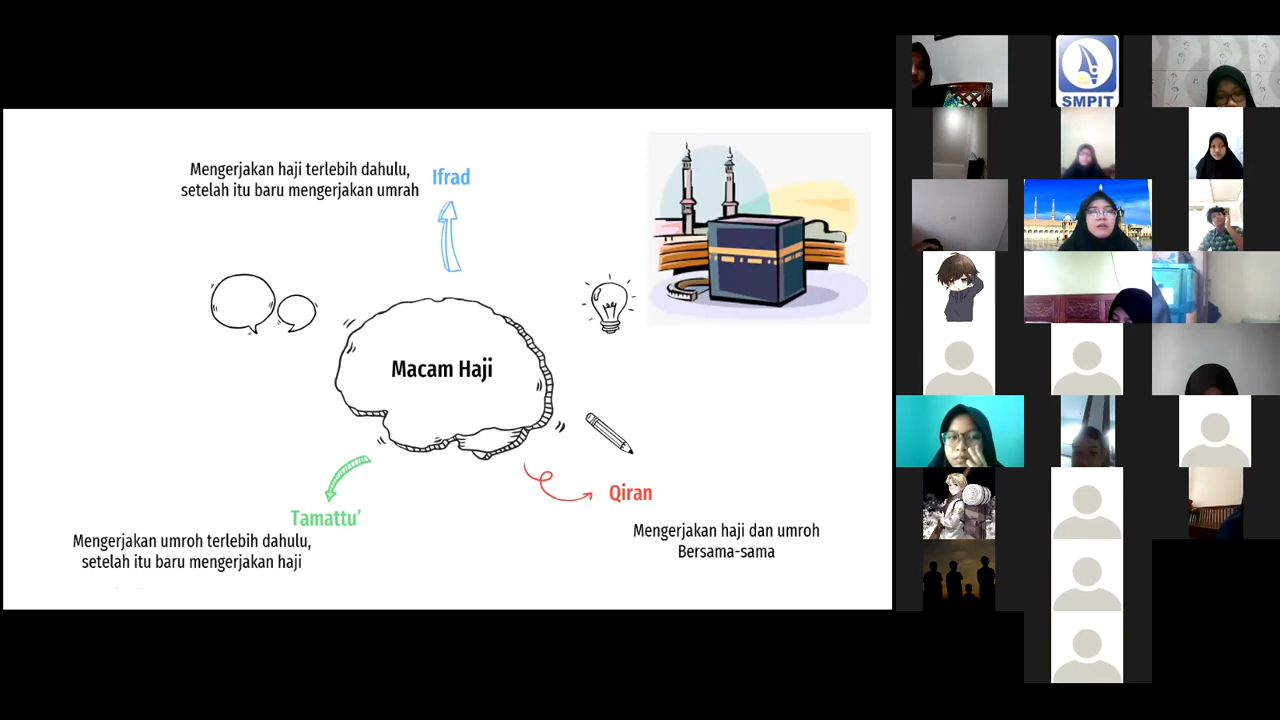 Mengerjakan haji terlebih dahulu,
setelah itu baru mengerjakan umrah
Ifrad
Macam Haji
Tamattu’
Mengerjakan umroh terlebih dahulu,
setelah itu baru mengerjakan haji
Qiran
Mengerjakan haji dan umroh
Bersama-sama
SMPIT